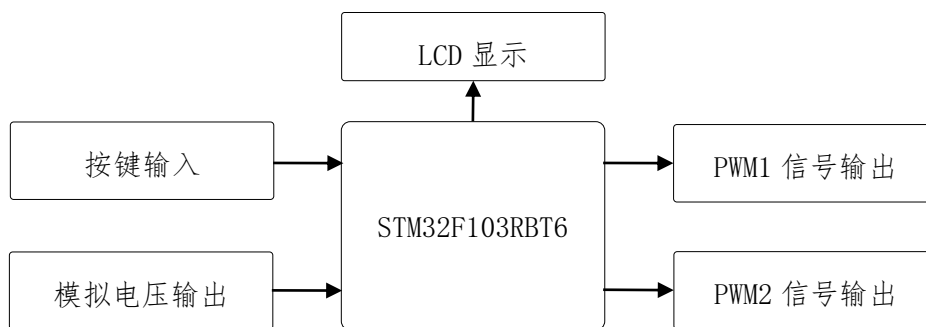 LCD 显示
按键输入
PWM1 信号输出
STM32F103RBT6
模拟电压输出
PWM2 信号输出